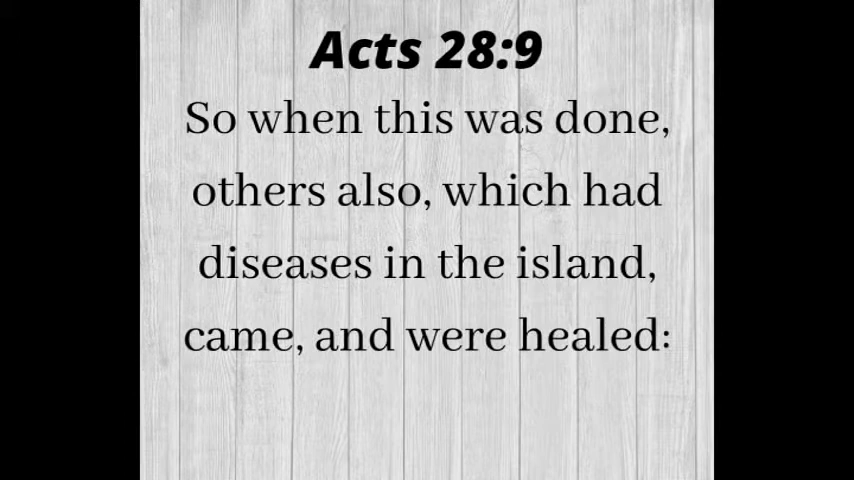 Acts 28:9
So when this was done,
others also, which had
diseases in the island,
came, and were healed: